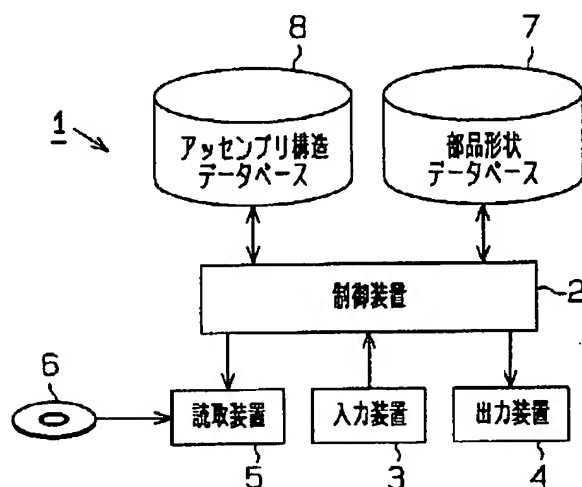 8
7
1
アッセンブリ構造
データベース
部品形状
データベース
制御装置
2
6
読取装置
入力装置
出力装置
5
3
4